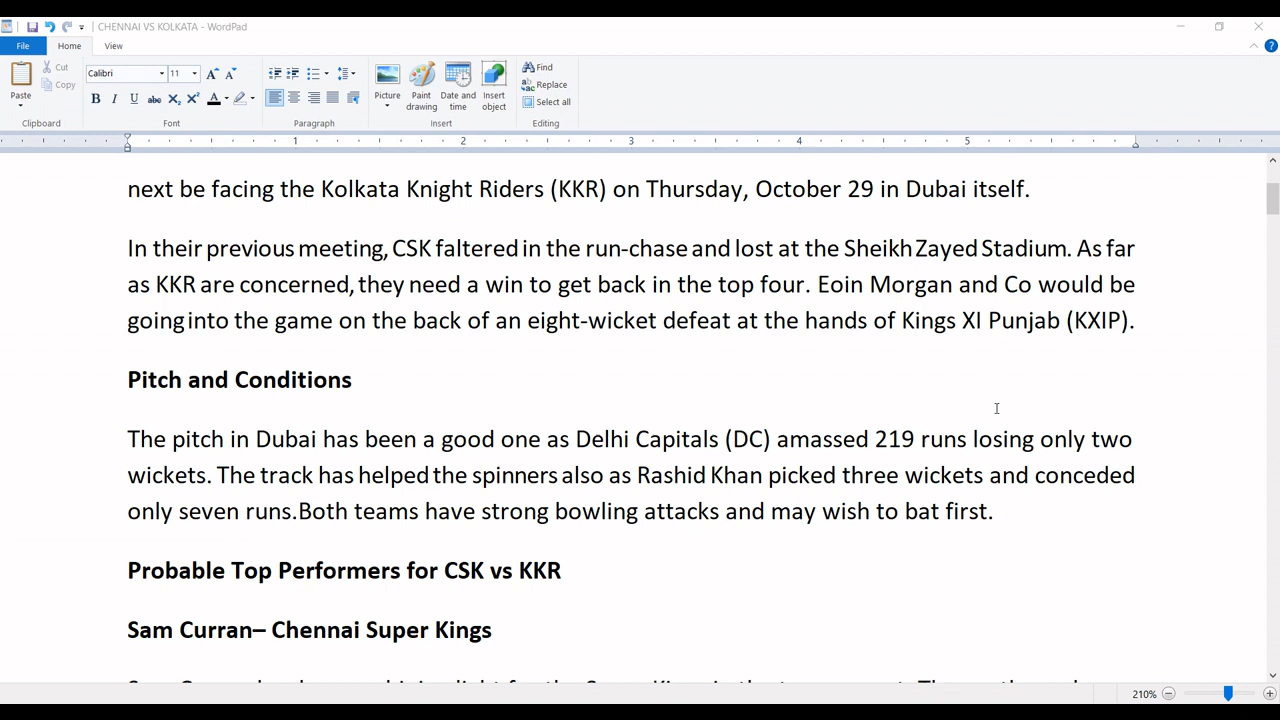 CHENNAI VS KOLKATA - WordPad
File Home View
Paste
Cut
Copy
Clipboard
Calibri 11
B I U abc X₂ X² A
Font
Paragraph
Picture
Paint drawing
Date and time
Insert object
Insert
Find
Replace
Select all
Editing
1 2 3 4 5
next be facing the Kolkata Knight Riders (KKR) on Thursday, October 29 in Dubai itself.
In their previous meeting, CSK faltered in the run-chase and lost at the Sheikh Zayed Stadium. As far
as KKR are concerned, they need a win to get back in the top four. Eoin Morgan and Co would be
going into the game on the back of an eight-wicket defeat at the hands of Kings XI Punjab (KXIP).
Pitch and Conditions
The pitch in Dubai has been a good one as Delhi Capitals (DC) amassed 219 runs losing only two
wickets. The track has helped the spinners also as Rashid Khan picked three wickets and conceded
only seven runs.Both teams have strong bowling attacks and may wish to bat first.
Probable Top Performers for CSK vs KKR
Sam Curran– Chennai Super Kings
210%